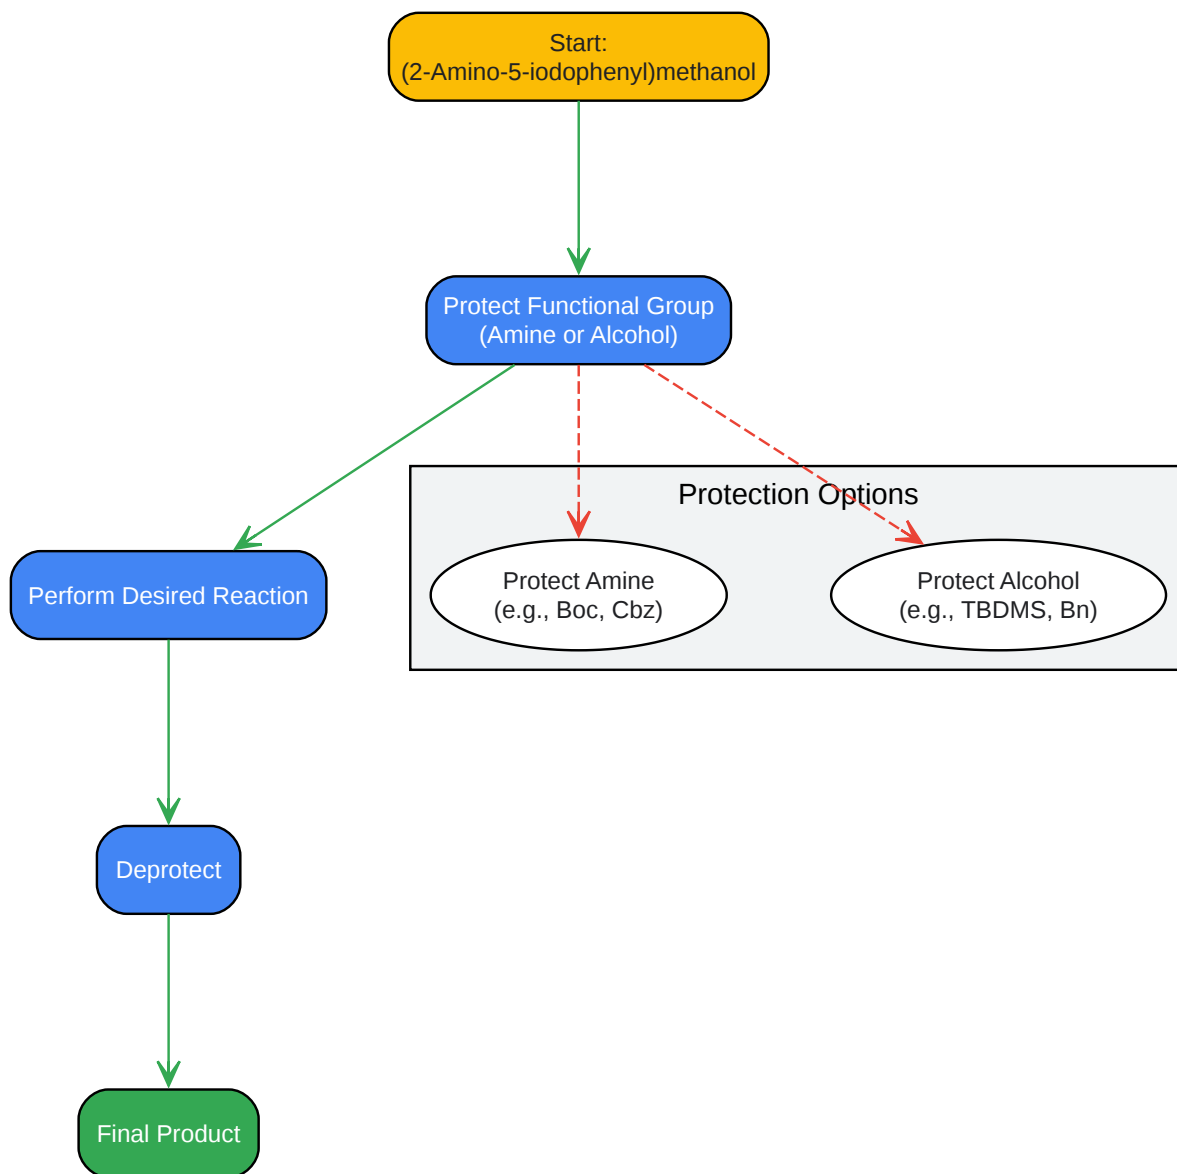 Start:
(2-Amino-5-iodophenyl)methanol
Protect Functional Group
(Amine or Alcohol)
Protection Options
Perform Desired Reaction
Protect Amine
(e.g., Boc, Cbz)
Protect Alcohol
(e.g., TBDMS, Bn)
Deprotect
Final Product